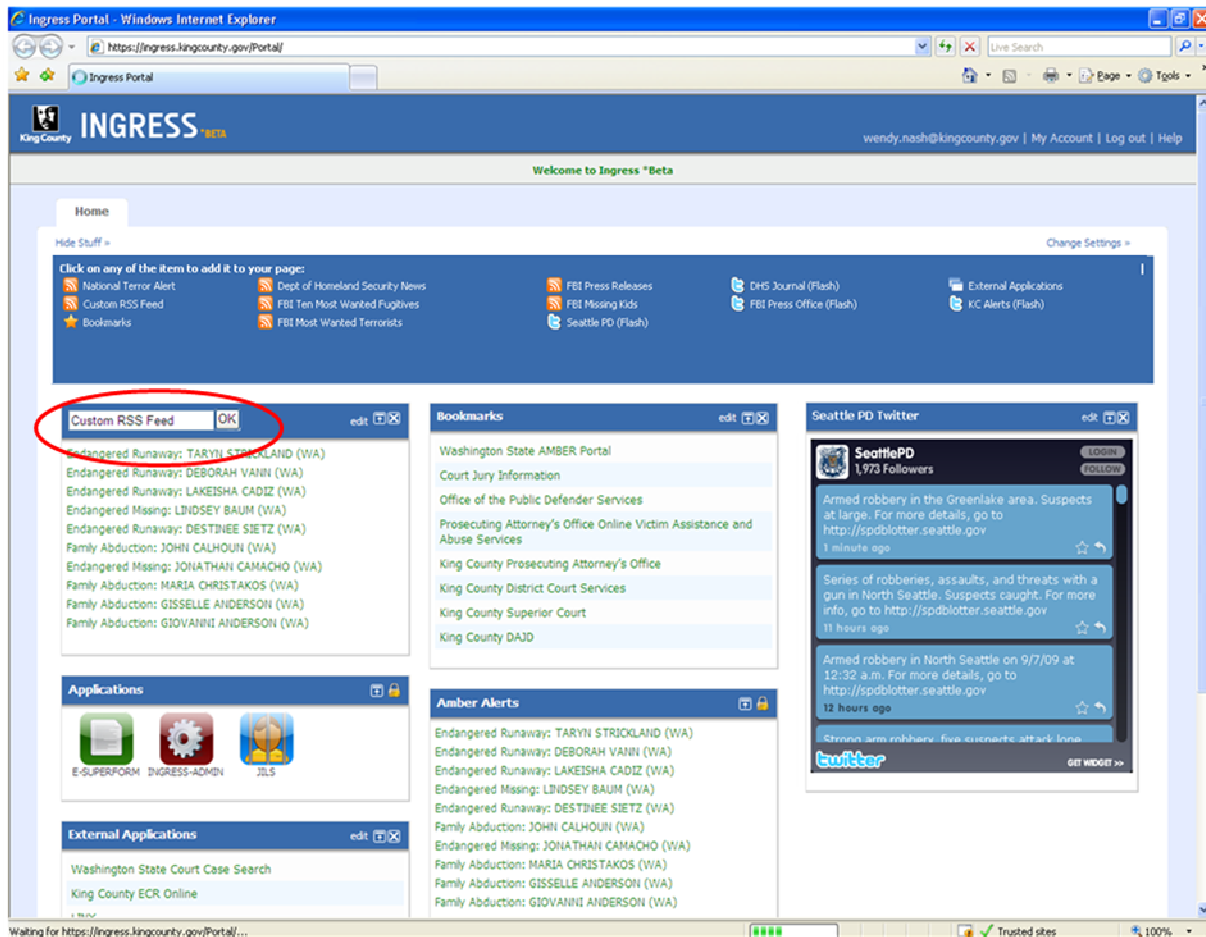 Ingress Portal - Windows Internet Explorer
https://ingress.kingcounty.gov/Portal/
Live Search
Ingress Portal
Page
Tools
King County
INGRESS *BETA
wendy.nash@kingcounty.gov | My Account | Log out | Help
Welcome to Ingress *Beta
Home
Hide Stuff »
Change Settings »
Click on any of the item to add it to your page:
National Terror Alert
Dept of Homeland Security News
FBI Press Releases
DHS Journal (Flash)
External Applications
Custom RSS Feed
FBI Ten Most Wanted Fugitives
FBI Missing Kids
FBI Press Office (Flash)
KC Alerts (Flash)
Bookmarks
FBI Most Wanted Terrorists
Seattle PD (Flash)
Custom RSS Feed
OK
edit
Endangered Runaway: TARYN STRICKLAND (WA)
Endangered Runaway: DEBORAH VANN (WA)
Endangered Runaway: LAKEISHA CADIZ (WA)
Endangered Missing: LINDSEY BAUM (WA)
Endangered Runaway: DESTINEE SIETZ (WA)
Family Abduction: JOHN CALHOUN (WA)
Endangered Missing: JONATHAN CAMACHO (WA)
Family Abduction: MARIA CHRISTAKOS (WA)
Family Abduction: GISSELLE ANDERSON (WA)
Family Abduction: GIOVANNI ANDERSON (WA)
Applications
E-SUPERFORM
INGRESS-ADMIN
JILS
External Applications
edit
Washington State Court Case Search
King County ECR Online
Bookmarks
edit
Washington State AMBER Portal
Court Jury Information
Office of the Public Defender Services
Prosecuting Attorney's Office Online Victim Assistance and
Abuse Services
King County Prosecuting Attorney's Office
King County District Court Services
King County Superior Court
King County DAJD
Amber Alerts
Endangered Runaway: TARYN STRICKLAND (WA)
Endangered Runaway: DEBORAH VANN (WA)
Endangered Runaway: LAKEISHA CADIZ (WA)
Endangered Missing: LINDSEY BAUM (WA)
Endangered Runaway: DESTINEE SIETZ (WA)
Family Abduction: JOHN CALHOUN (WA)
Endangered Missing: JONATHAN CAMACHO (WA)
Family Abduction: MARIA CHRISTAKOS (WA)
Family Abduction: GISSELLE ANDERSON (WA)
Family Abduction: GIOVANNI ANDERSON (WA)
Seattle PD Twitter
edit
SeattlePD
1,973 Followers
LOGIN
FOLLOW
Armed robbery in the Greenlake area. Suspects
at large. For more details, go to
http://spdblotter.seattle.gov
1 minute ago
Series of robberies, assaults, and threats with a
gun in North Seattle. Suspects caught. For more
info, go to http://spdblotter.seattle.gov
11 hours ago
Armed robbery in North Seattle on 9/7/09 at
12:32 a.m. For more details, go to
http://spdblotter.seattle.gov
12 hours ago
Strong arm robbery, five suspects attack lone
twitter
GET WIDGET >>
Waiting for https://ingress.kingcounty.gov/Portal/...
Trusted sites
100%